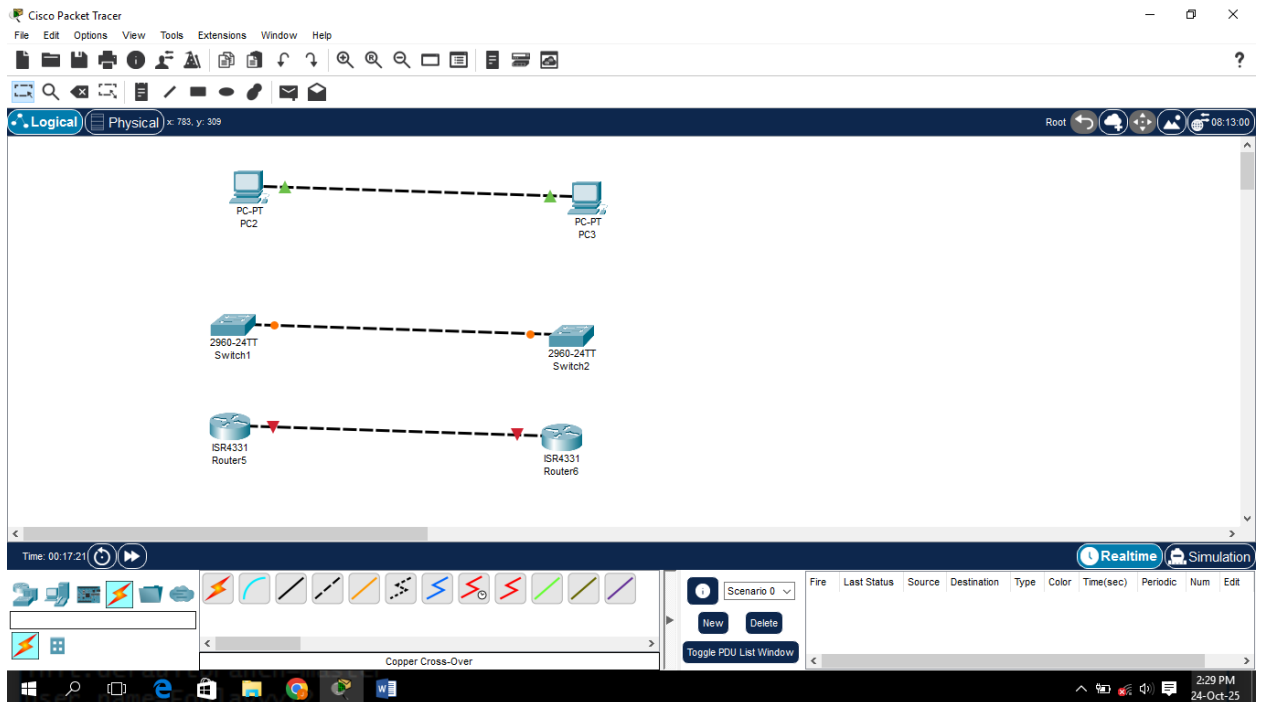 Cisco Packet Tracer
File Edit Options View Tools Extensions Window Help
?
Logical Physical x: 783, y: 309 Root 08:13:00
PC-PT
PC2
PC-PT
PC3
2960-24TT
Switch1
2960-24TT
Switch2
ISR4331
Router5
ISR4331
Router6
Time: 00:17:21 Realtime Simulation
Scenario 0
New Delete
Toggle PDU List Window
Fire Last Status Source Destination Type Color Time(sec) Periodic Num Edit
Copper Cross-Over
2:29 PM
24-Oct-25